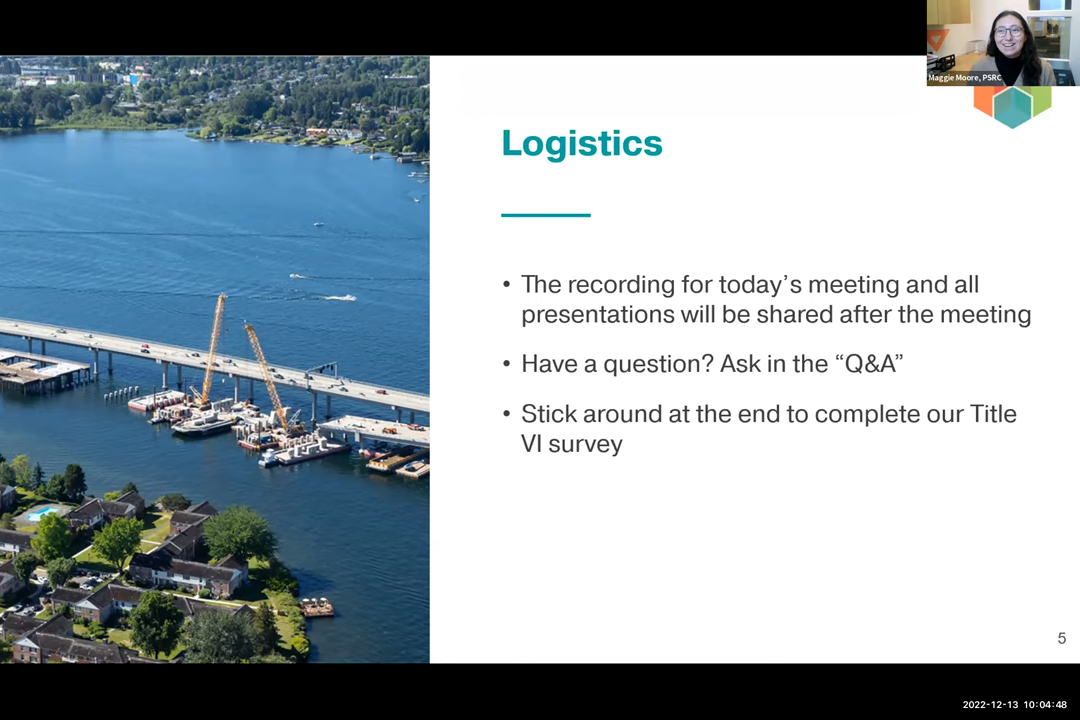 Maggie Moore, PSRC
Logistics
• The recording for today's meeting and all
presentations will be shared after the meeting
• Have a question? Ask in the “Q&A”
• Stick around at the end to complete our Title
VI survey
5
2022-12-13 10:04:48